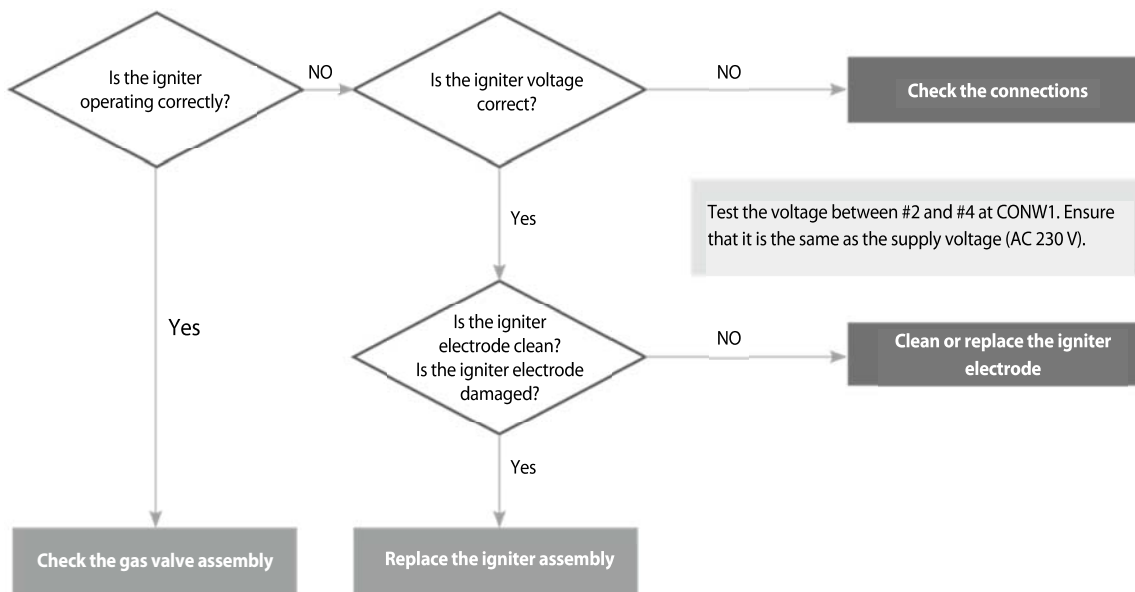 Is the igniter
operating correctly?
NO
Is the igniter voltage
correct?
NO
Check the connections
Yes
Test the voltage between #2 and #4 at CONW1. Ensure
that it is the same as the supply voltage (AC 230 V).
Yes
Is the igniter
electrode clean?
Is the igniter electrode
damaged?
NO
Clean or replace the igniter
electrode
Yes
Check the gas valve assembly
Replace the igniter assembly